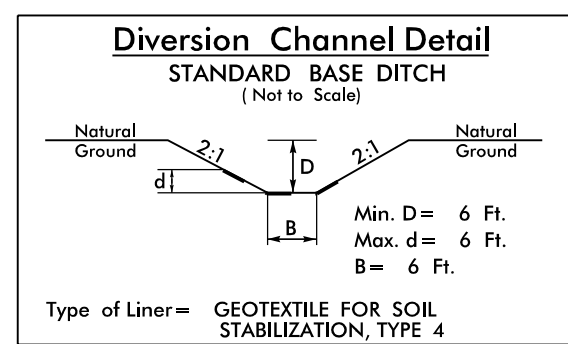 Diversion Channel Detail
STANDARD BASE DITCH
( Not to Scale)
Natural
Ground
2:1
d
D
B
2:1
Natural
Ground
Min. D= 6 Ft.
Max. d= 6 Ft.
B= 6 Ft.
Type of Liner= GEOTEXTILE FOR SOIL
STABILIZATION, TYPE 4